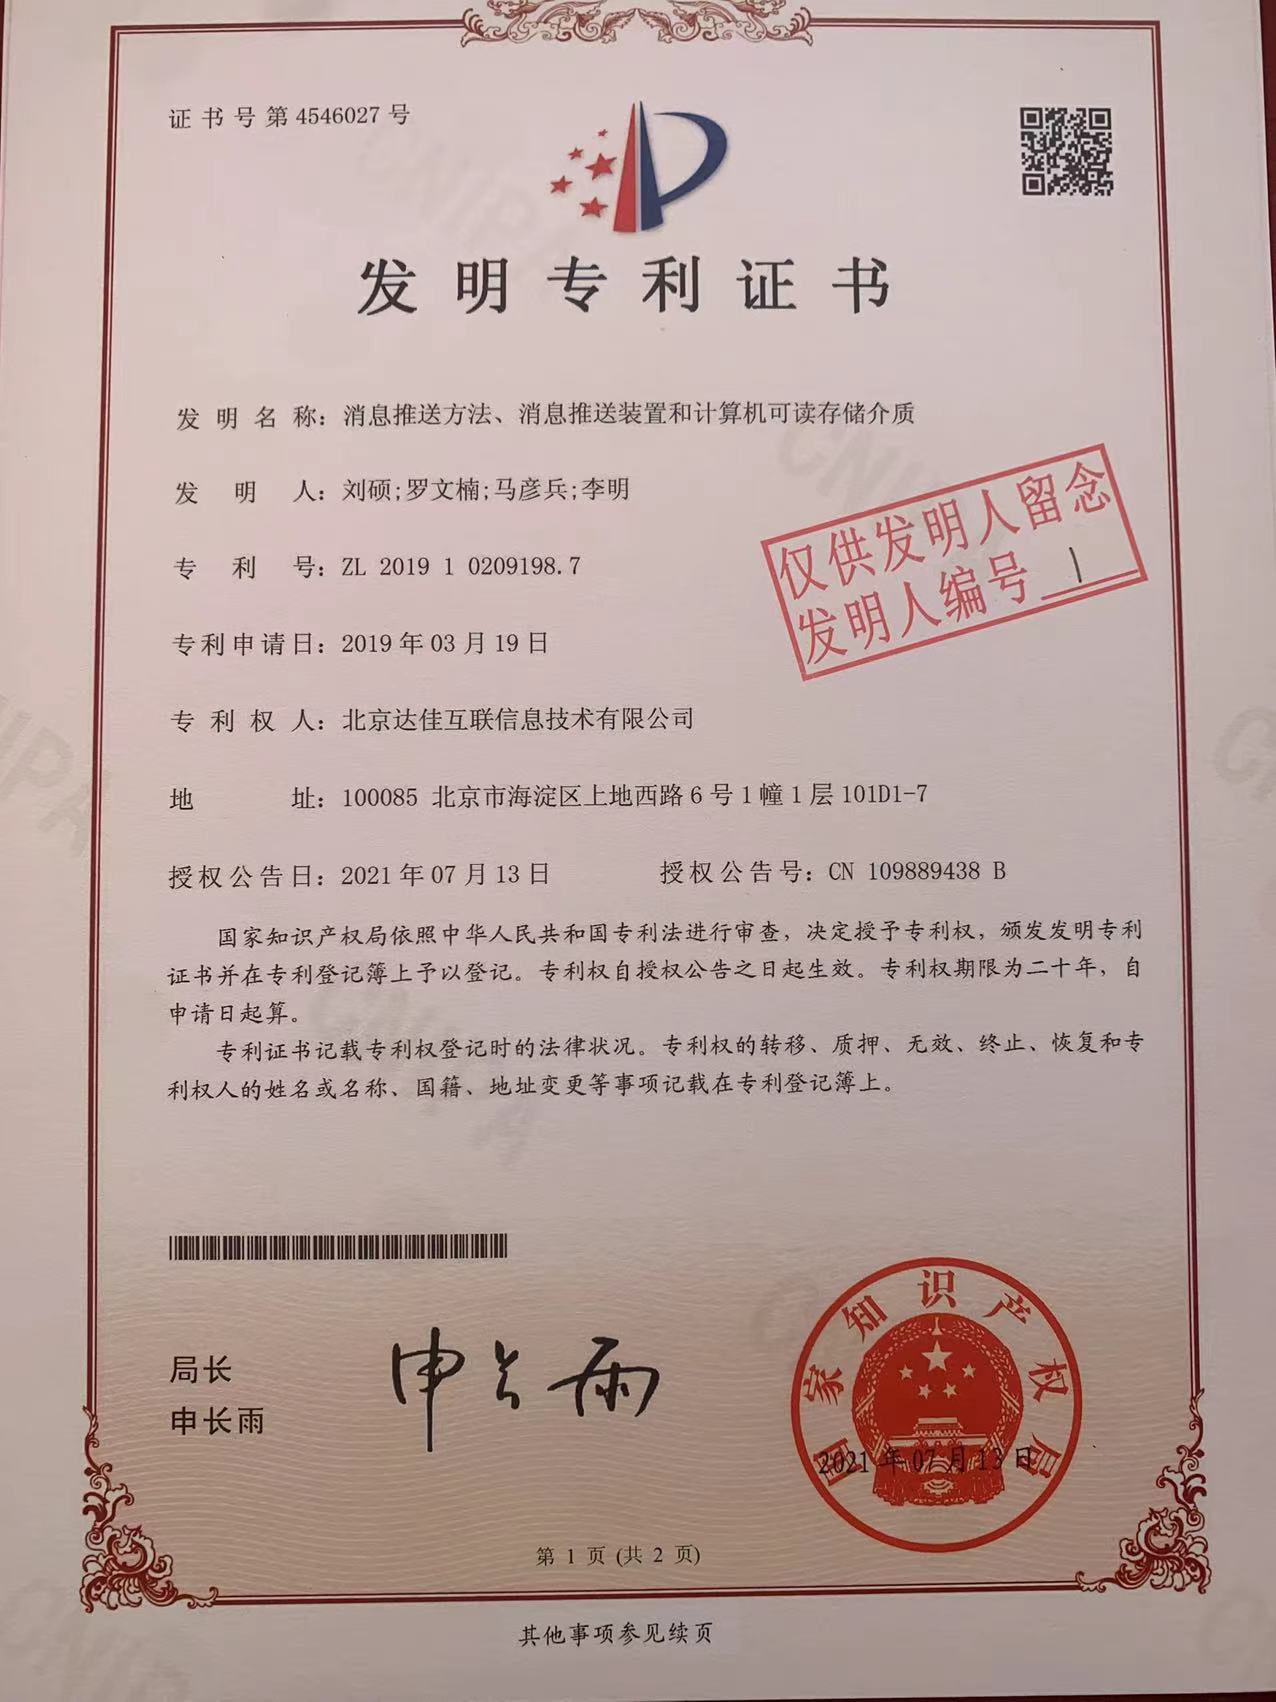 证书号第4546027号
发明专利证书
发明名称：消息推送方法、消息推送装置和计算机可读存储介质
发明人：刘硕;罗文楠;马彦兵;李明
仅供发明人留念
发明人编号 1
专利号：ZL 2019 1 0209198.7
专利申请日：2019年03月19日
专利权人：北京达佳互联信息技术有限公司
地址：100085 北京市海淀区上地西路6号1幢1层101D1-7
授权公告日：2021年07月13日 授权公告号：CN 109889438 B
国家知识产权局依照中华人民共和国专利法进行审查，决定授予专利权，颁发发明专利
证书并在专利登记簿上予以登记。专利权自授权公告之日起生效。专利权期限为二十年，自
申请日起算。
专利证书记载专利权登记时的法律状况。专利权的转移、质押、无效、终止、恢复和专
利权人的姓名或名称、国籍、地址变更等事项记载在专利登记簿上。
局长
申长雨
申长雨
国家知识产权局
2021年07月13日
第 1 页 (共 2 页)
其他事项参见续页
CNIPA